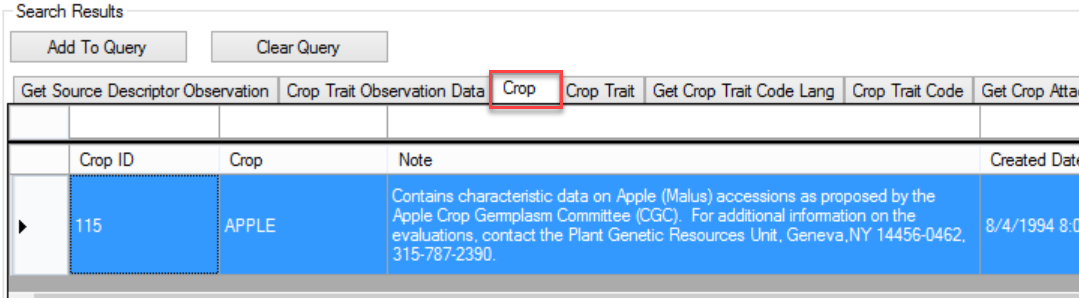 Search Results
Add To Query Clear Query
Get Source Descriptor Observation Crop Trait Observation Data Crop Crop Trait Get Crop Trait Code Lang Crop Trait Code Get Crop Atta
Crop ID Crop Note Created Date
115 APPLE Contains characteristic data on Apple (Malus) accessions as proposed by the
Apple Crop Germplasm Committee (CGC). For additional information on the
evaluations, contact the Plant Genetic Resources Unit, Geneva,NY 14456-0462,
315-787-2390.
8/4/1994 8:0